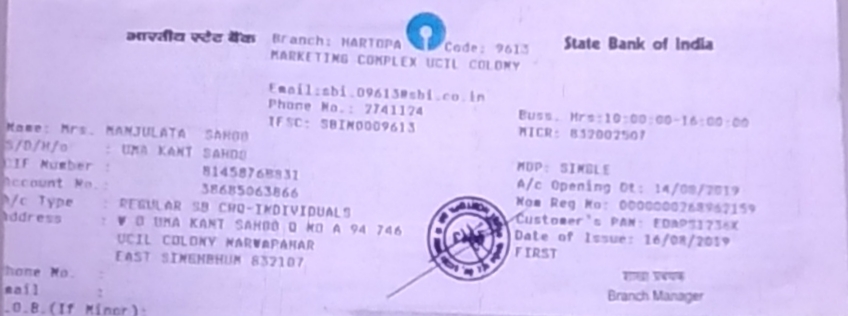 भारतीय स्टेट बैंक Branch: HARTOPA Code: 9613 State Bank of India
MARKETING COMPLEX UCIL COLONY
Email:sbi.09613@sbi.co.in
Phone No.: 2741174 Buss. Hrs:10:00:00-16:00:00
IFSC: SBIN0009613 MICR: 832002507
Name: Mrs. MANJULATA SAHOO
S/D/H/o : UMA KANT SAHOO MOP: SINGLE
CIF Number : 81458768831 A/c Opening Dt: 14/08/2019
Account No.: 38685063866 Nom Reg No: 0000000268962159
A/c Type : REGULAR SB CHQ-INDIVIDUALS Customer's PAN:
Address : W O UMA KANT SAHOO Q NO A 94 746 Date of Issue: 16/08/2019
UCIL COLONY NARWAPAHAR FIRST
EAST SINGHBHUM 832107
Phone No. : शाखा प्रबंधक
Email : Branch Manager
D.O.B.(If Minor):